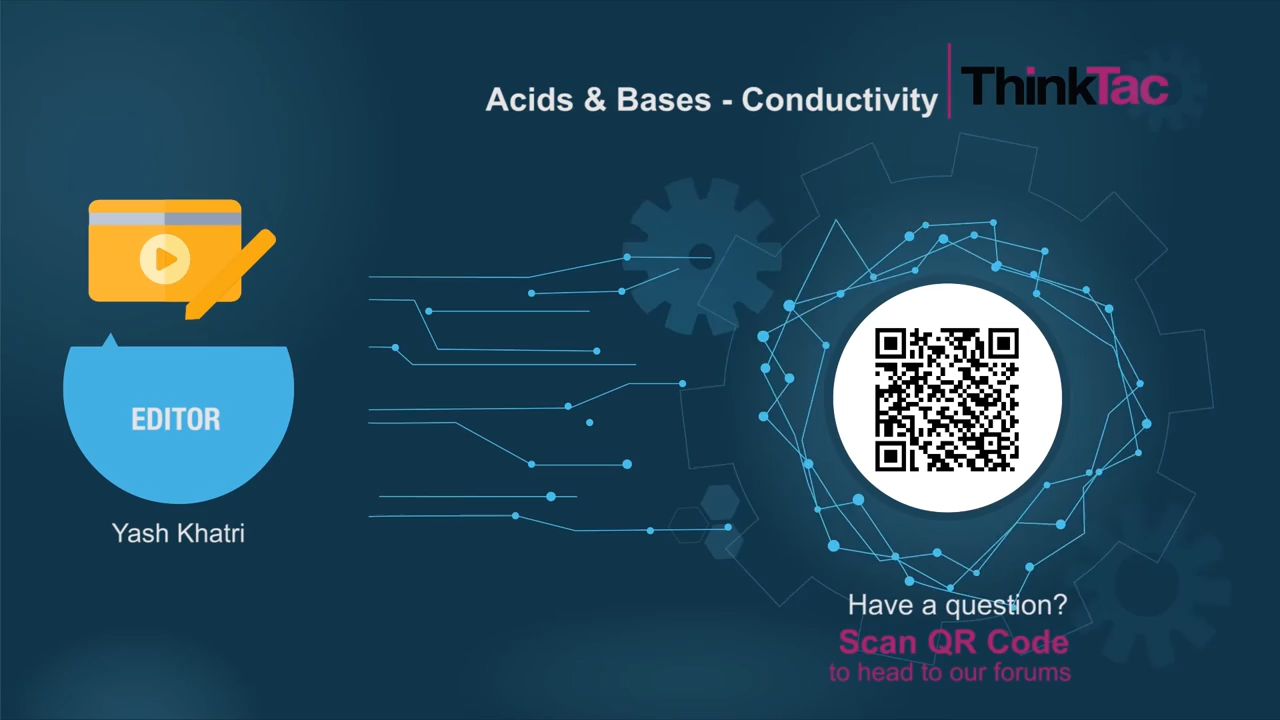 Acids & Bases - Conductivity
ThinkTac
EDITOR
Yash Khatri
Have a question?
Scan QR Code
to head to our forums